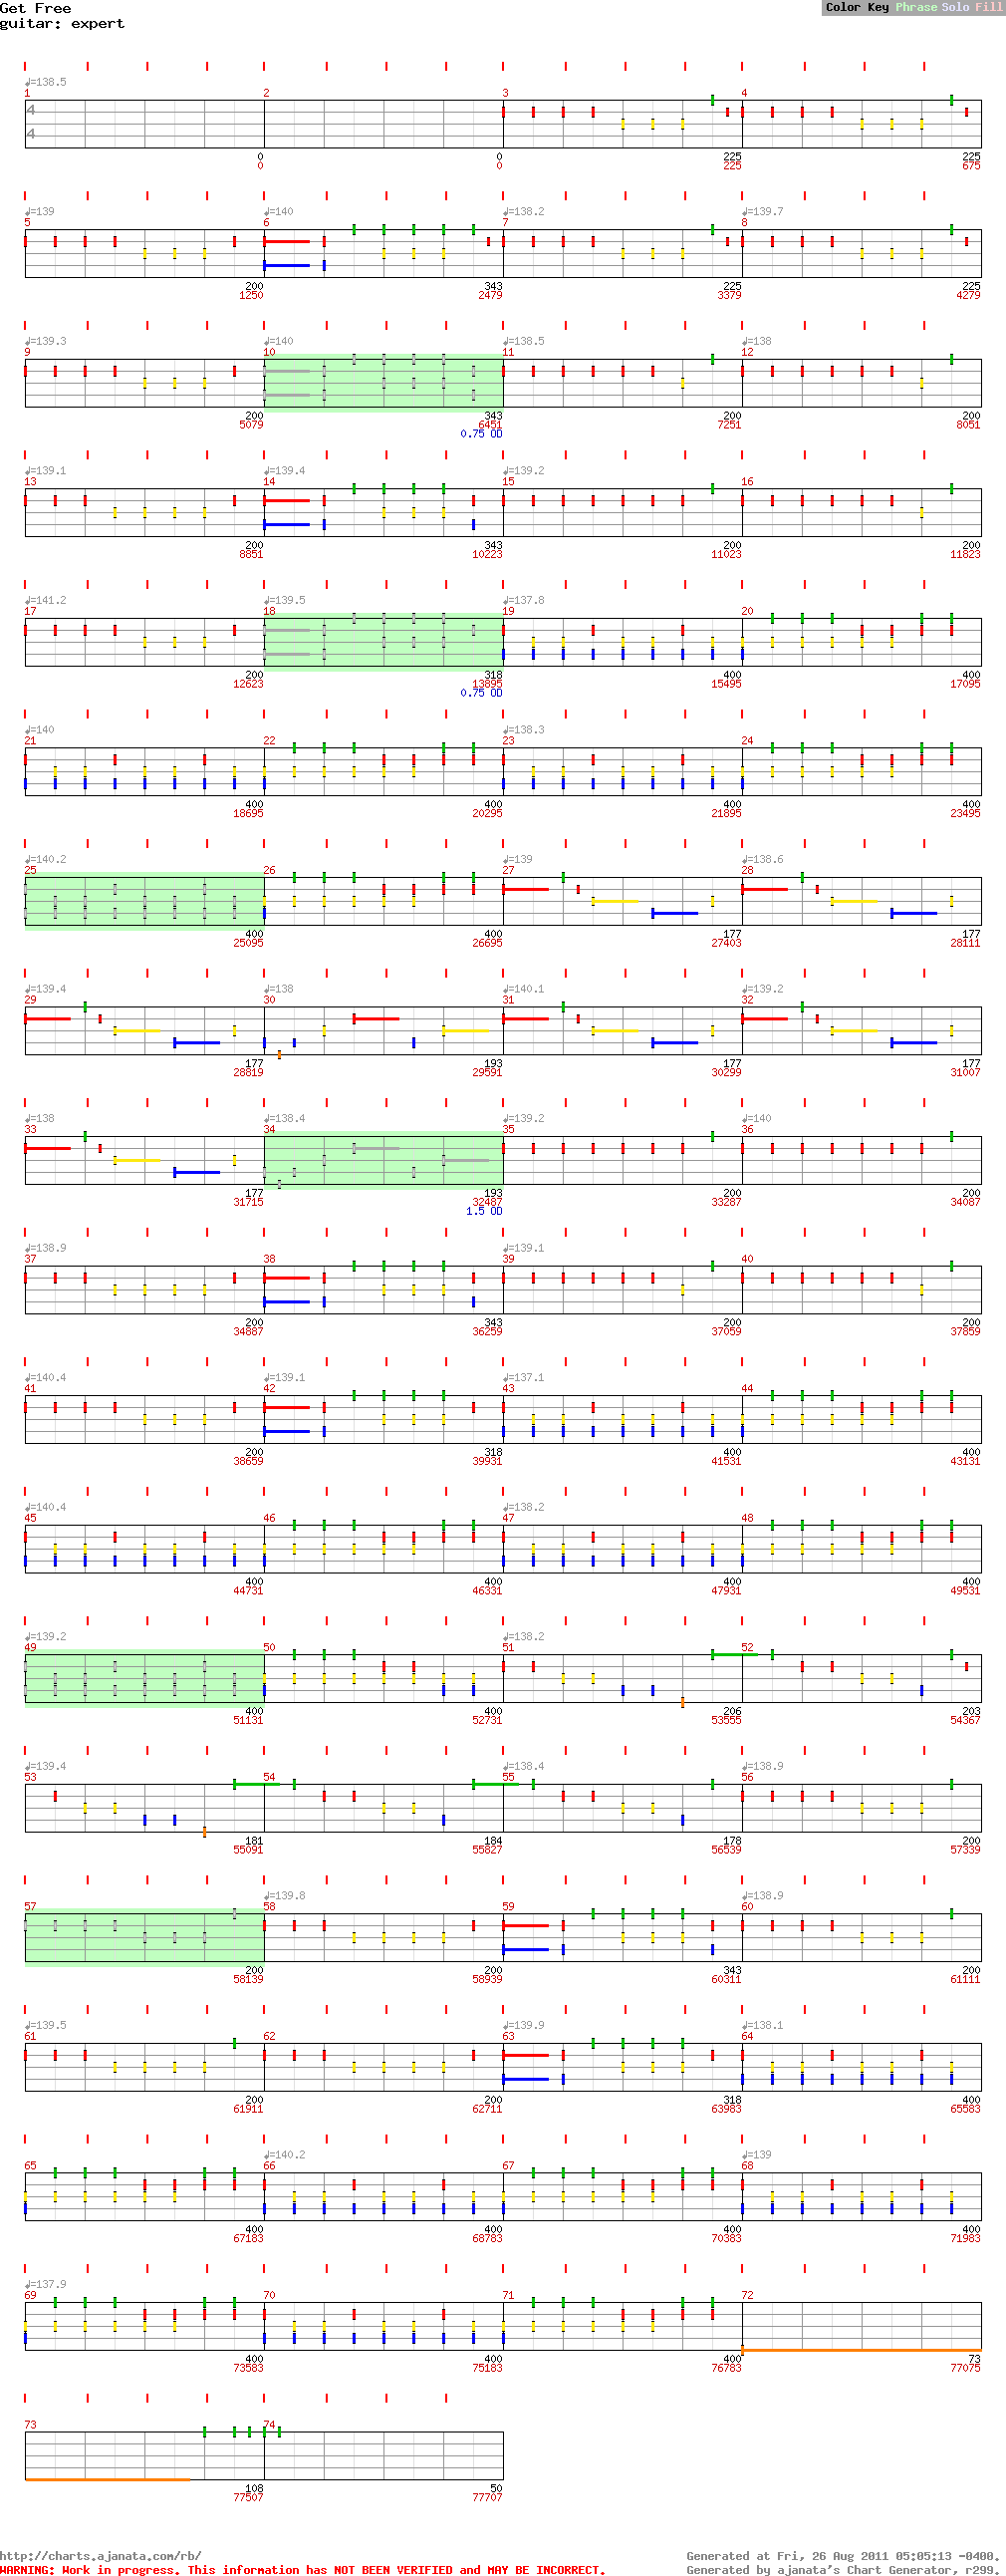 Get Free
guitar: expert
Color Key Phrase Solo Fill
♩=138.5
1 2 3 4
4
4
0 0 225 225
0 0 225 675
♩=139 ♩=140 ♩=138.2 ♩=139.7
5 6 7 8
200 343 225 225
1250 2479 3379 4279
♩=139.3 ♩=140 ♩=138.5 ♩=138
9 10 11 12
200 343 200 200
5079 6451 7251 8051
0.75 OD
♩=139.1 ♩=139.4 ♩=139.2
13 14 15 16
200 343 200 200
8851 10223 11023 11823
♩=141.2 ♩=139.5 ♩=137.8
17 18 19 20
200 318 400 400
12623 13895 15495 17095
0.75 OD
♩=140 ♩=138.3
21 22 23 24
400 400 400 400
18695 20295 21895 23495
♩=140.2 ♩=139 ♩=138.6
25 26 27 28
400 400 177 177
25095 26695 27403 28111
♩=139.4 ♩=138 ♩=140.1 ♩=139.2
29 30 31 32
177 193 177 177
28819 29591 30299 31007
♩=138 ♩=138.4 ♩=139.2 ♩=140
33 34 35 36
177 193 200 200
31715 32487 33287 34087
1.5 OD
♩=138.9 ♩=139.1
37 38 39 40
200 343 200 200
34887 36259 37059 37859
♩=140.4 ♩=139.1 ♩=137.1
41 42 43 44
200 318 400 400
38659 39931 41531 43131
♩=140.4 ♩=138.2
45 46 47 48
400 400 400 400
44731 46331 47931 49531
♩=139.2 ♩=138.2
49 50 51 52
400 400 206 203
51131 52731 53555 54367
♩=139.4 ♩=138.4 ♩=138.9
53 54 55 56
181 184 178 200
55091 55827 56539 57339
♩=139.8 ♩=138.9
57 58 59 60
200 200 343 200
58139 58939 60311 61111
♩=139.5 ♩=139.9 ♩=138.1
61 62 63 64
200 200 318 400
61911 62711 63983 65583
♩=140.2 ♩=139
65 66 67 68
400 400 400 400
67183 68783 70383 71983
♩=137.9
69 70 71 72
400 400 400 73
73583 75183 76783 77075
73 74
108 50
77507 77707
http://charts.ajanata.com/rb/ Generated at Fri, 26 Aug 2011 05:05:13 -0400.
WARNING: Work in progress. This information has NOT BEEN VERIFIED and MAY BE INCORRECT. Generated by ajanata's Chart Generator, r299.